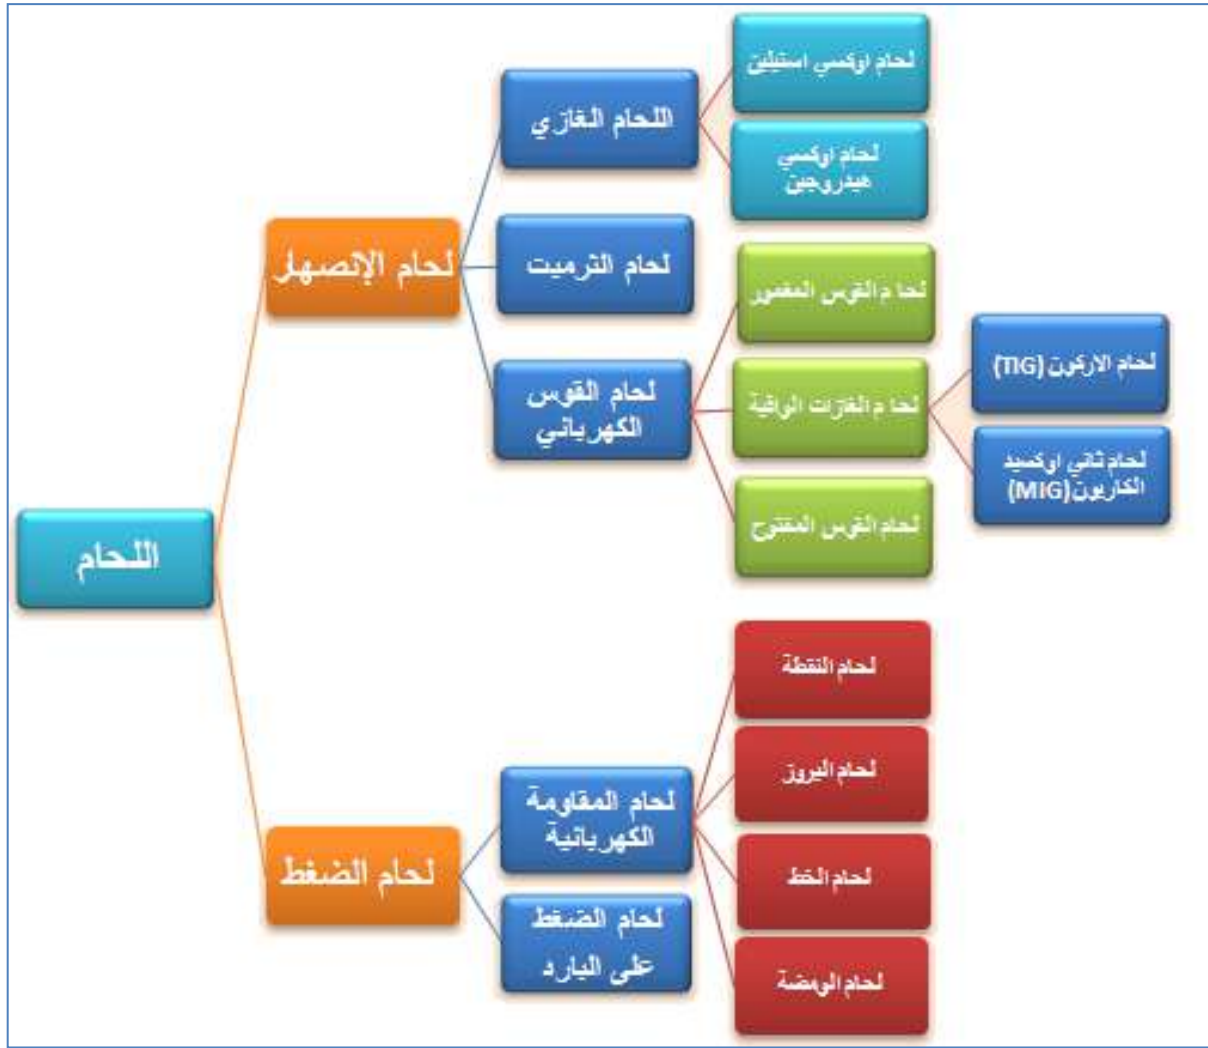 اللحام
لحام الإنصهار
اللحام الغازي
لحام اوكسي استيلين
لحام اوكسي
هيدروجين
لحام الثرميت
لحام القوس
الكهربائي
لحا م القوس المغمور
لحا م الغازات الواقية
لحام الاركون (TIG)
لحام ثاني اوكسيد
الكاربون(MIG)
لحام القوس المفتوح
لحام الضغط
لحام المقاومة
الكهربائية
لحام النقطة
لحام البروز
لحام الخط
لحام الومضة
لحام الضغط
على البارد